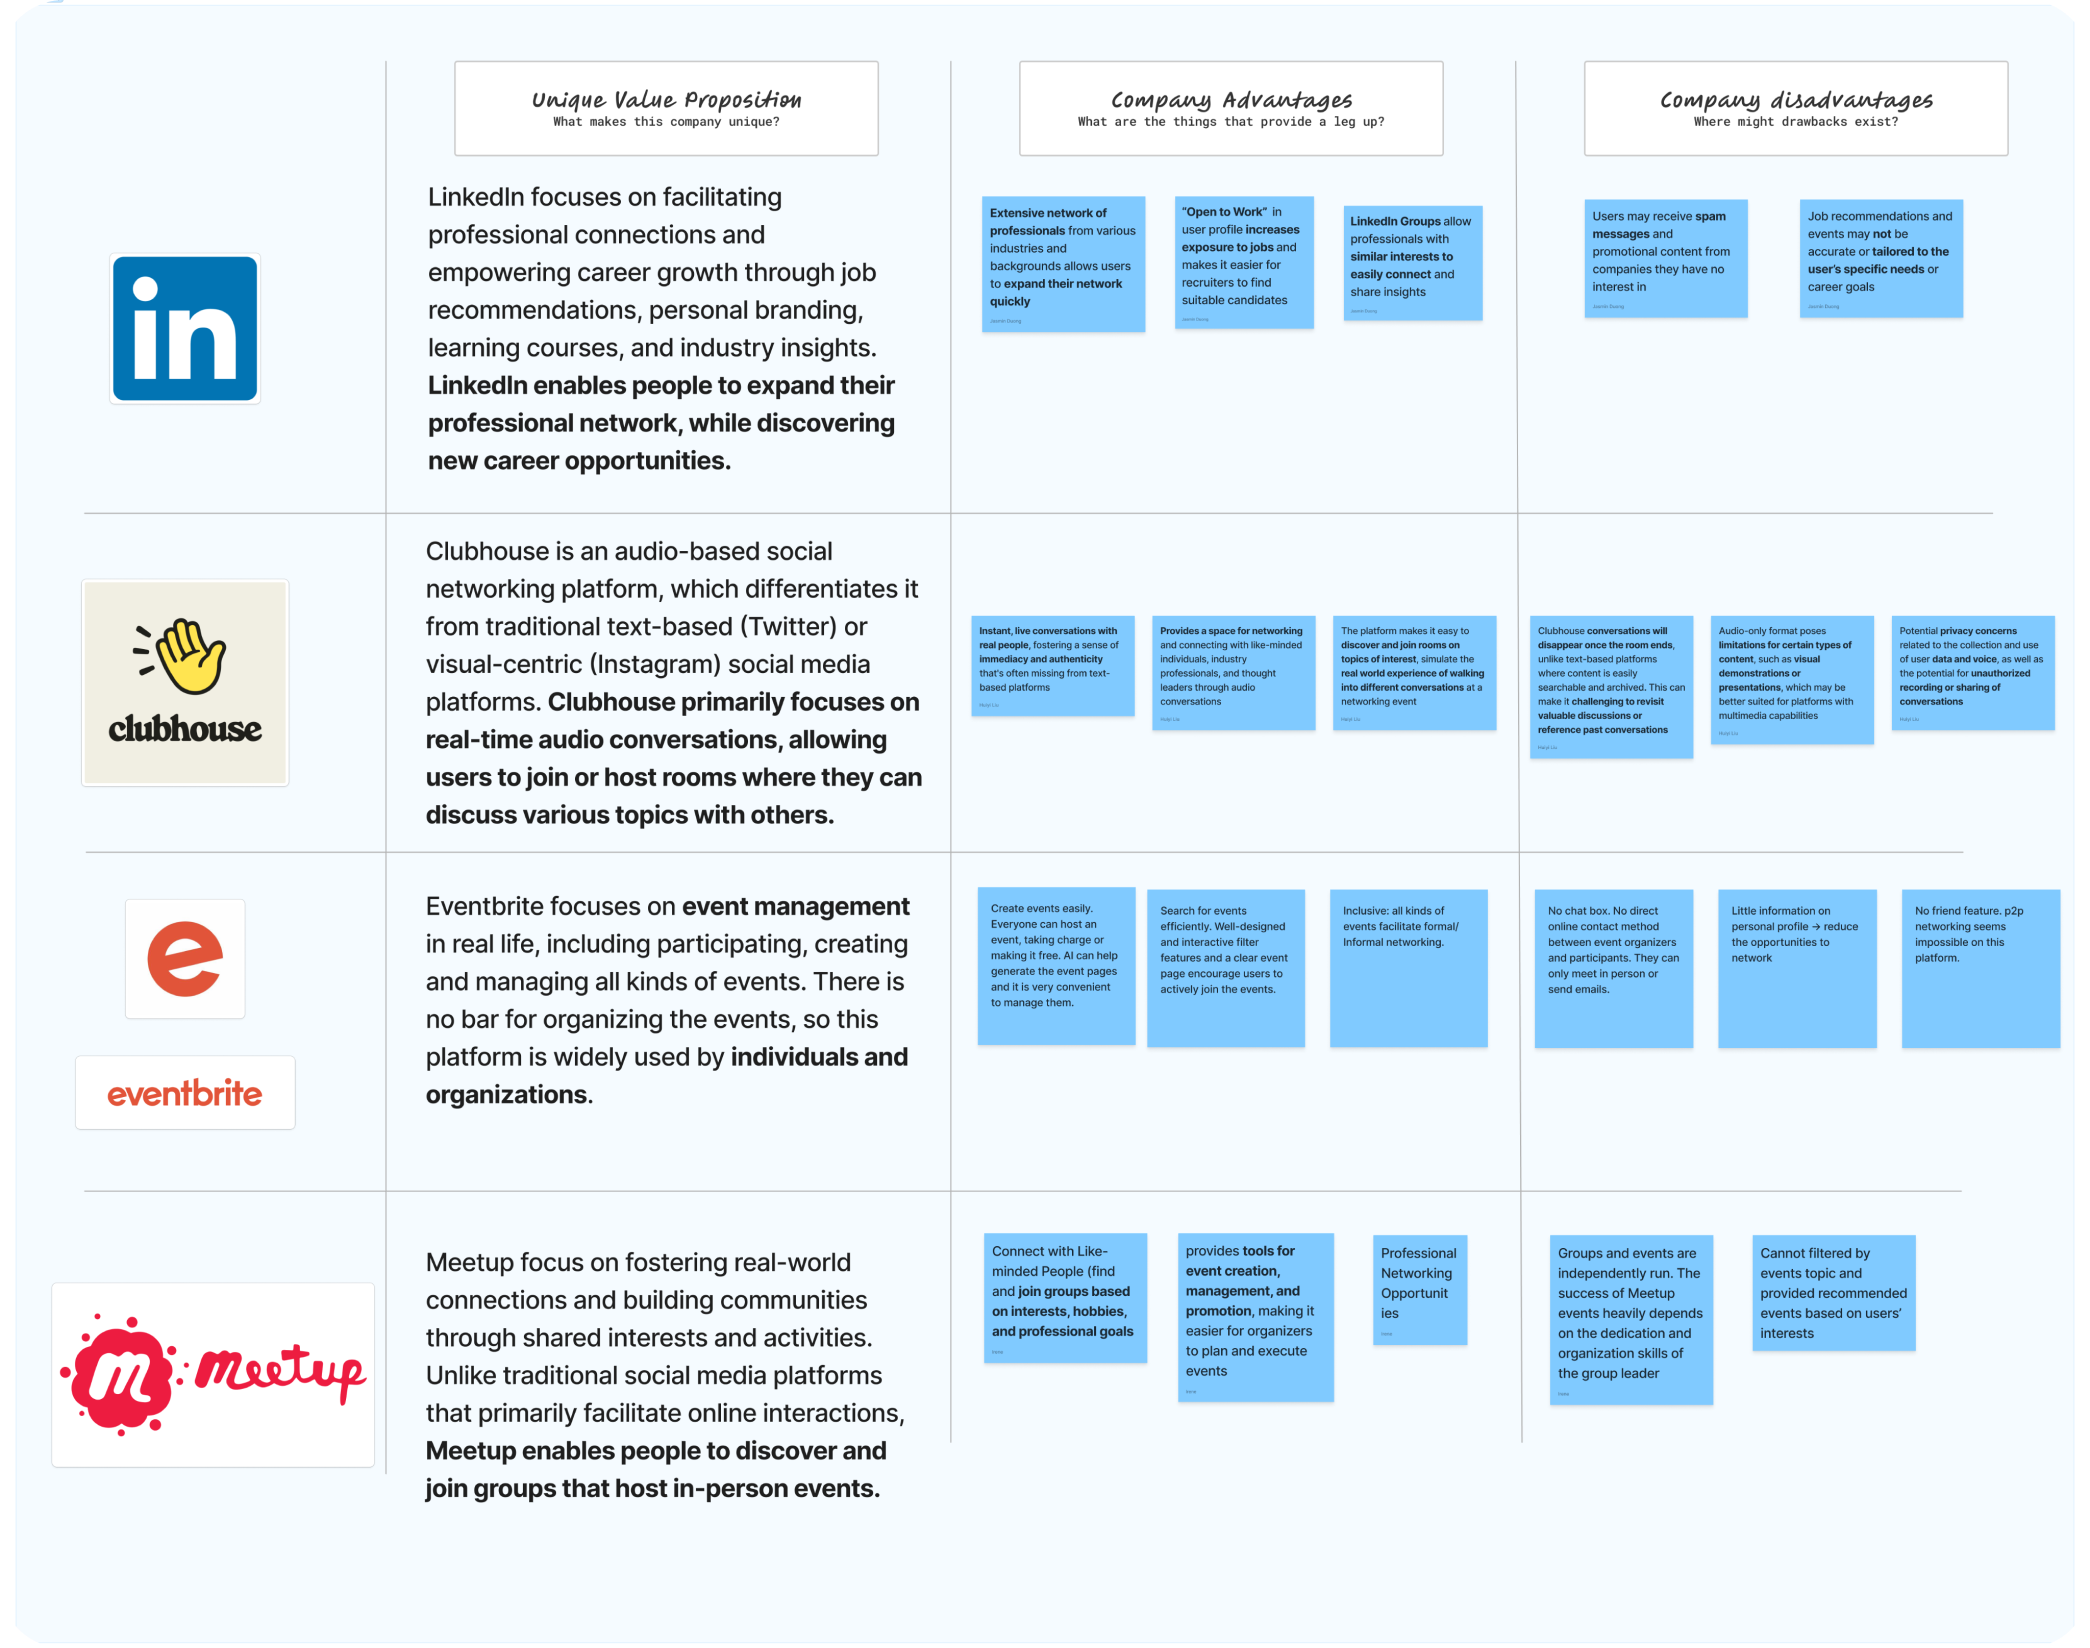 Unique Value Proposition
What makes this company unique?
Company Advantages
What are the things that provide a leg up?
Company disadvantages
Where might drawbacks exist?
in
LinkedIn focuses on facilitating
professional connections and
empowering career growth through job
recommendations, personal branding,
learning courses, and industry insights.
LinkedIn enables people to expand their
professional network, while discovering
new career opportunities.
Extensive network of
professionals from various
industries and
backgrounds allows users
to expand their network
quickly
Jasmin Duong
"Open to Work" in
user profile increases
exposure to jobs and
makes it easier for
recruiters to find
suitable candidates
Jasmin Duong
LinkedIn Groups allow
professionals with
similar interests to
easily connect and
share insights
Jasmin Duong
Users may receive spam
messages and
promotional content from
companies they have no
interest in
Jasmin Duong
Job recommendations and
events may not be
accurate or tailored to the
user's specific needs or
career goals
Jasmin Duong
clubhouse
Clubhouse is an audio-based social
networking platform, which differentiates it
from traditional text-based (Twitter) or
visual-centric (Instagram) social media
platforms. Clubhouse primarily focuses on
real-time audio conversations, allowing
users to join or host rooms where they can
discuss various topics with others.
Instant, live conversations with
real people, fostering a sense of
immediacy and authenticity
that's often missing from text-
based platforms
Huiyi Liu
Provides a space for networking
and connecting with like-minded
individuals, industry
professionals, and thought
leaders through audio
conversations
Huiyi Liu
The platform makes it easy to
discover and join rooms on
topics of interest, simulate the
real world experience of walking
into different conversations at a
networking event
Huiyi Liu
Clubhouse conversations will
disappear once the room ends,
unlike text-based platforms
where content is easily
searchable and archived. This can
make it challenging to revisit
valuable discussions or
reference past conversations
Huiyi Liu
Audio-only format poses
limitations for certain types of
content, such as visual
demonstrations or
presentations, which may be
better suited for platforms with
multimedia capabilities
Huiyi Liu
Potential privacy concerns
related to the collection and use
of user data and voice, as well as
the potential for unauthorized
recording or sharing of
conversations
Huiyi Liu
e
eventbrite
Eventbrite focuses on event management
in real life, including participating, creating
and managing all kinds of events. There is
no bar for organizing the events, so this
platform is widely used by individuals and
organizations.
Create events easily.
Everyone can host an
event, taking charge or
making it free. AI can help
generate the event pages
and it is very convenient
to manage them.
Search for events
efficiently. Well-designed
and interactive filter
features and a clear event
page encourage users to
actively join the events.
Inclusive: all kinds of
events facilitate formal/
Informal networking.
No chat box. No direct
online contact method
between event organizers
and participants. They can
only meet in person or
send emails.
Little information on
personal profile → reduce
the opportunities to
network
No friend feature. p2p
networking seems
impossible on this
platform.
m meetup
Meetup focus on fostering real-world
connections and building communities
through shared interests and activities.
Unlike traditional social media platforms
that primarily facilitate online interactions,
Meetup enables people to discover and
join groups that host in-person events.
Connect with Like-
minded People (find
and join groups based
on interests, hobbies,
and professional goals
Irene
provides tools for
event creation,
management, and
promotion, making it
easier for organizers
to plan and execute
events
Irene
Professional
Networking
Opportunit
ies
Irene
Groups and events are
independently run. The
success of Meetup
events heavily depends
on the dedication and
organization skills of
the group leader
Irene
Cannot filtered by
events topic and
provided recommended
events based on users'
interests